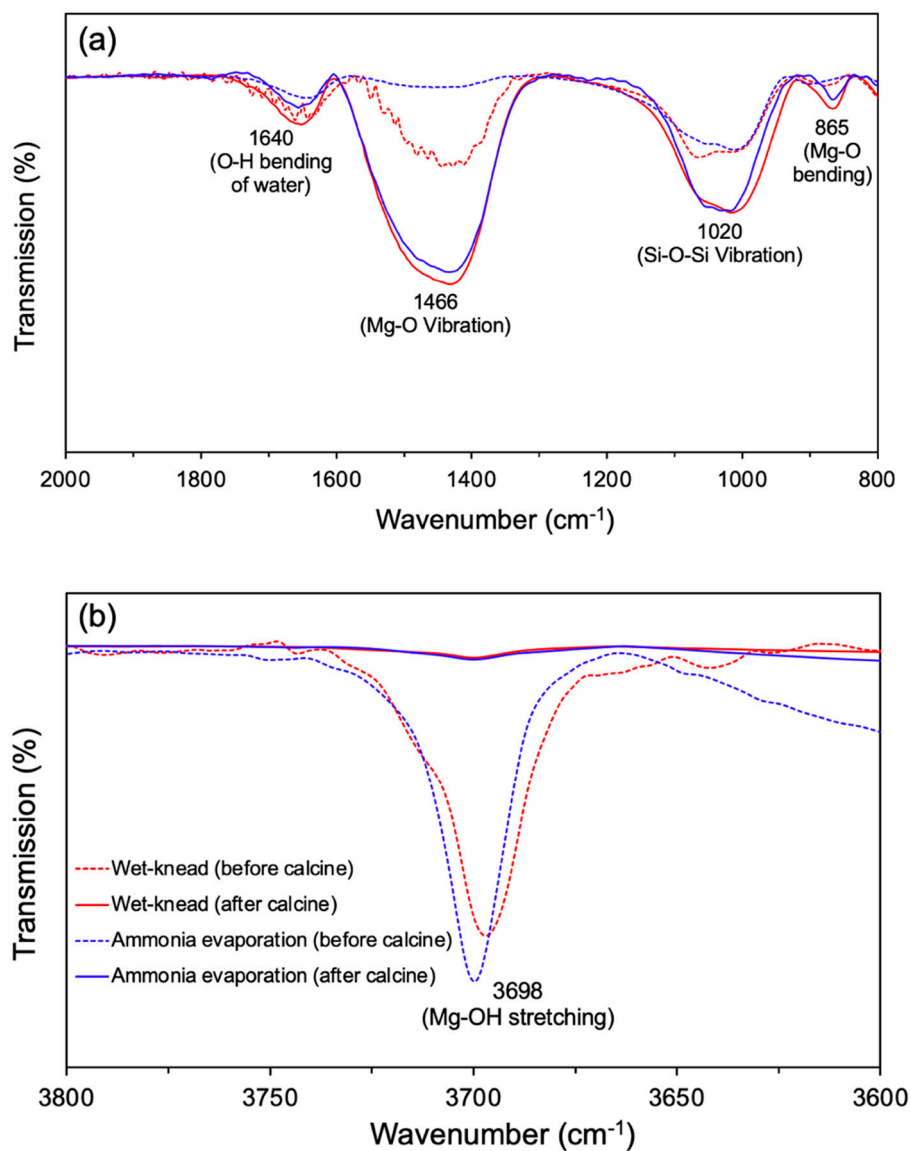 (a)
1640
(O-H bending
of water)
1466
(Mg-O Vibration)
1020
(Si-O-Si Vibration)
865
(Mg-O
bending)
Transmission (%)
2000 1800 1600 1400 1200 1000 800
Wavenumber (cm⁻¹)
(b)
Wet-knead (before calcine)
Wet-knead (after calcine)
Ammonia evaporation (before calcine)
Ammonia evaporation (after calcine)
3698
(Mg-OH stretching)
Transmission (%)
3800 3750 3700 3650 3600
Wavenumber (cm⁻¹)